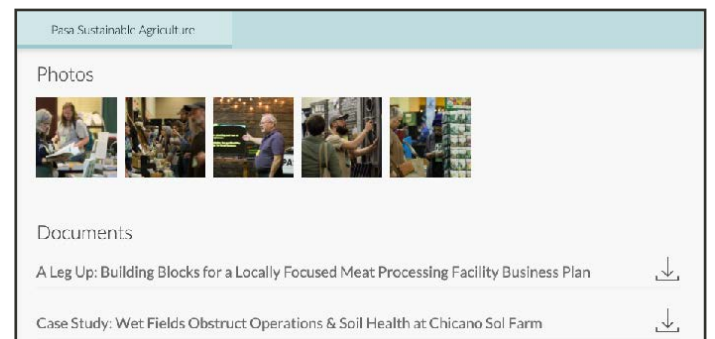 Pasa Sustainable Agriculture
Photos
Documents
A Leg Up: Building Blocks for a Locally Focused Meat Processing Facility Business Plan
Case Study: Wet Fields Obstruct Operations & Soil Health at Chicano Sol Farm